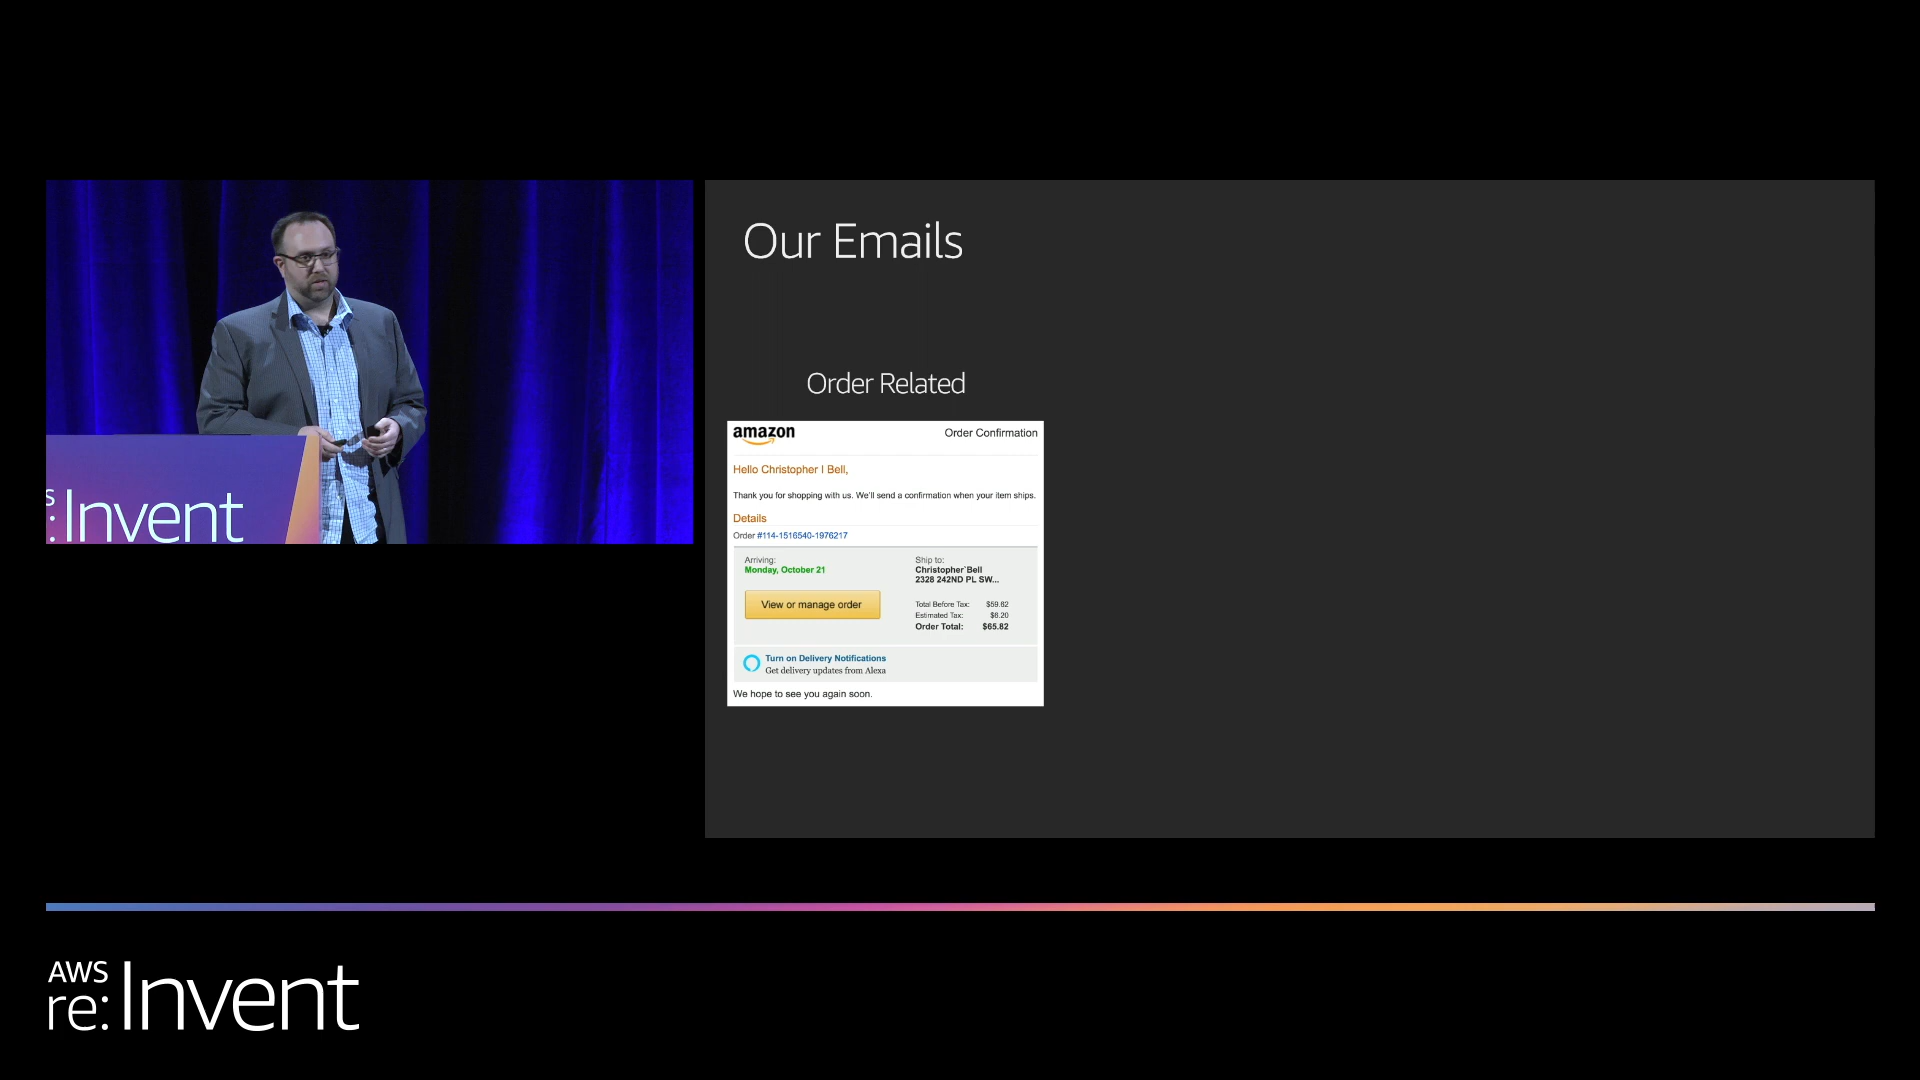 s
:Invent
Our Emails
Order Related
amazon
Order Confirmation
Hello Christopher I Bell,
Thank you for shopping with us. We'll send a confirmation when your item ships.
Details
Order #114-1516540-1976217
Arriving:
Monday, October 21
View or manage order
Ship to:
Christopher`Bell
2328 242ND PL SW...
Total Before Tax: $59.62
Estimated Tax: $6.20
Order Total: $65.82
Turn on Delivery Notifications
Get delivery updates from Alexa
We hope to see you again soon.
AWS
re:Invent